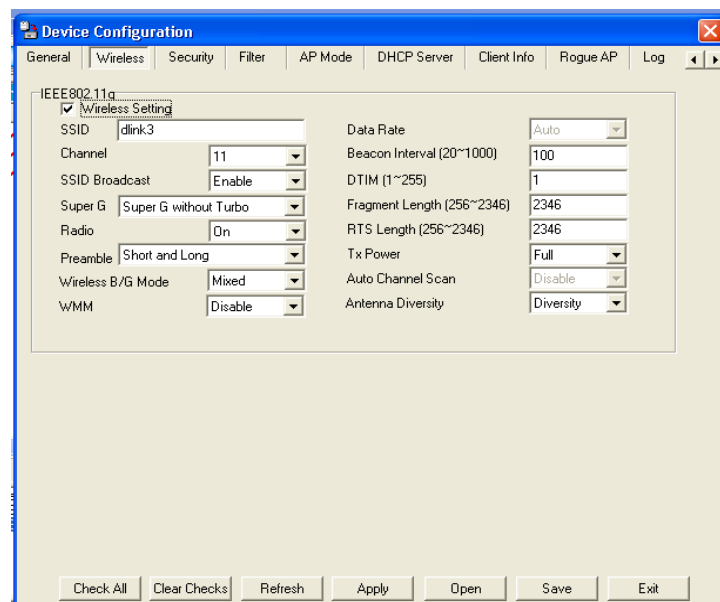 Device Configuration
General Wireless Security Filter AP Mode DHCP Server Client Info Rogue AP Log
IEEE802.11g
Wireless Setting
SSID dlink3 Data Rate Auto
Channel 11 Beacon Interval (20~1000) 100
SSID Broadcast Enable DTIM (1~255) 1
Super G Super G without Turbo Fragment Length (256~2346) 2346
Radio On RTS Length (256~2346) 2346
Preamble Short and Long Tx Power Full
Wireless B/G Mode Mixed Auto Channel Scan Disable
WMM Disable Antenna Diversity Diversity
Check All Clear Checks Refresh Apply Open Save Exit